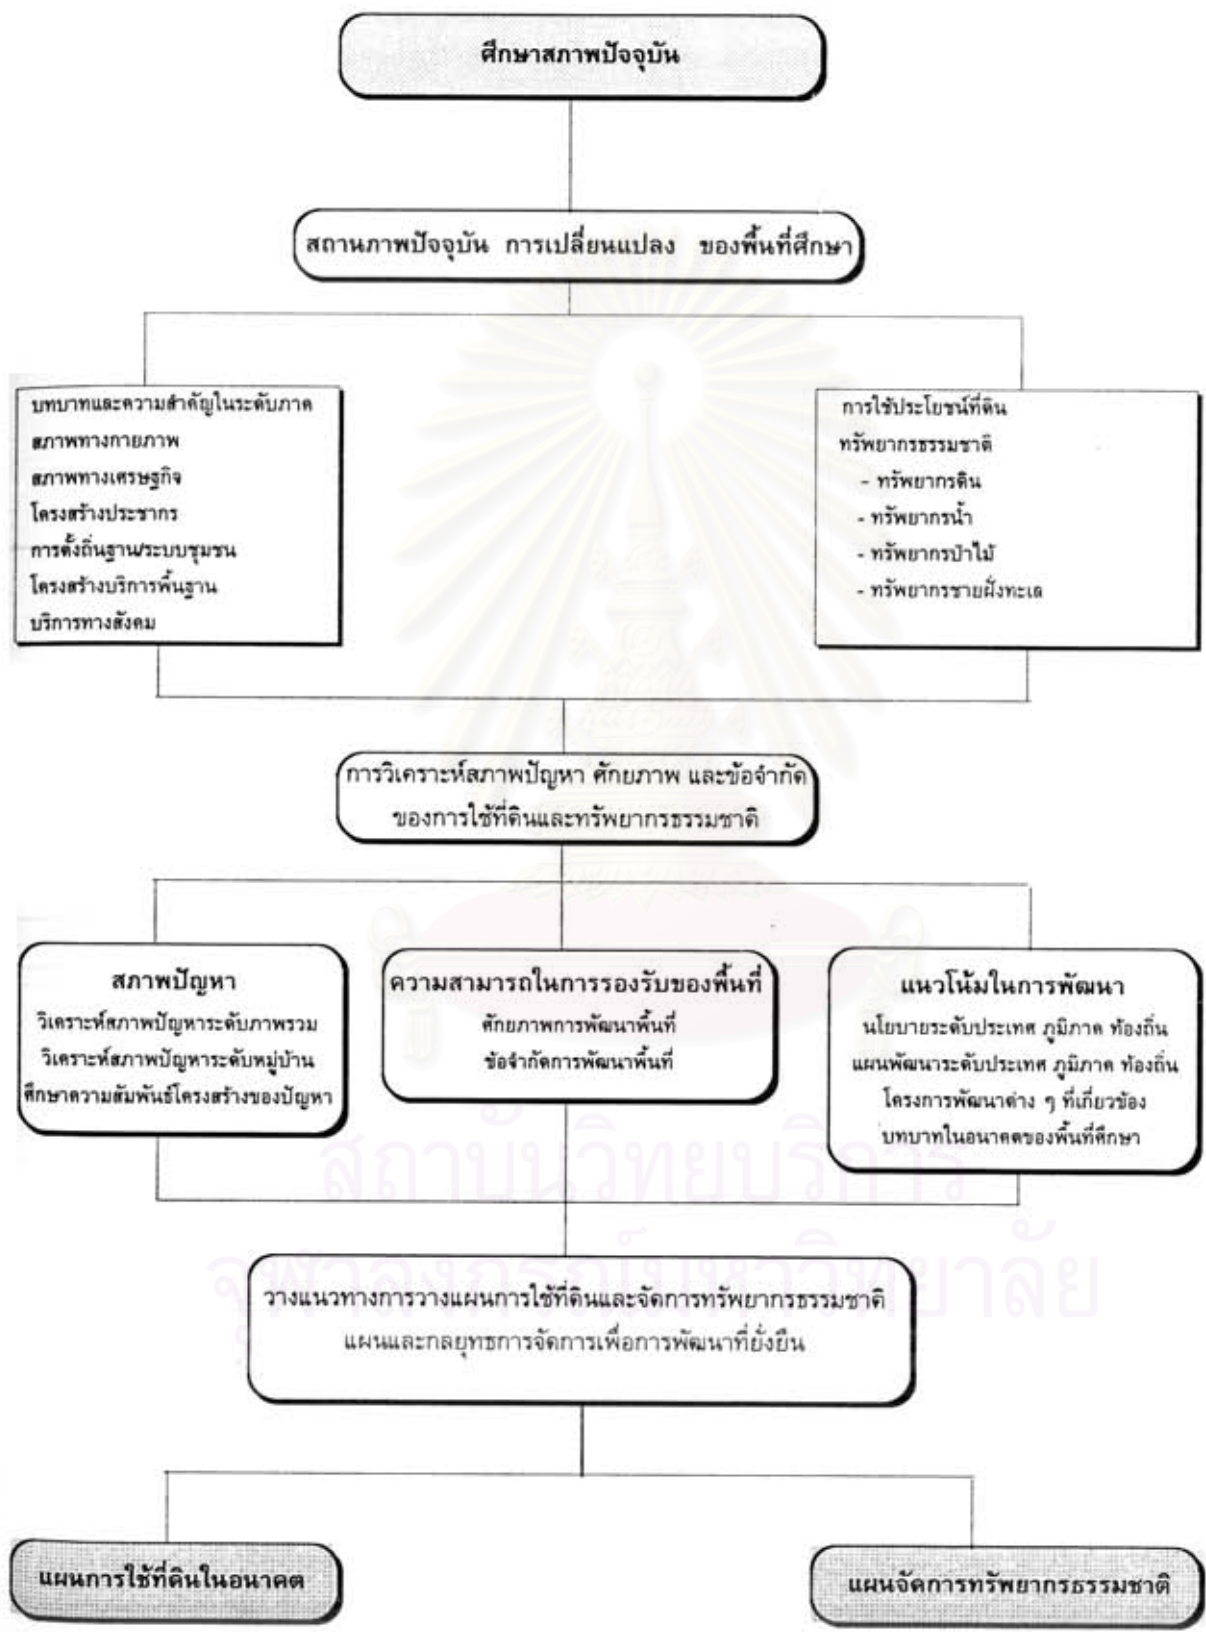 ศึกษาสภาพปัจจุบัน
สถานภาพปัจจุบัน การเปลี่ยนแปลง ของพื้นที่ศึกษา
บทบาทและความสำคัญในระดับภาค
สภาพทางกายภาพ
สภาพทางเศรษฐกิจ
โครงสร้างประชากร
การตั้งถิ่นฐาน/ระบบชุมชน
โครงสร้างบริการพื้นฐาน
บริการทางสังคม
การใช้ประโยชน์ที่ดิน
ทรัพยากรธรรมชาติ
- ทรัพยากรดิน
- ทรัพยากรน้ำ
- ทรัพยากรป่าไม้
- ทรัพยากรชายฝั่งทะเล
การวิเคราะห์สภาพปัญหา ศักยภาพ และข้อจำกัด
ของการใช้ที่ดินและทรัพยากรธรรมชาติ
สภาพปัญหา
วิเคราะห์สภาพปัญหาระดับภาพรวม
วิเคราะห์สภาพปัญหาระดับหมู่บ้าน
ศึกษาความสัมพันธ์โครงสร้างของปัญหา
ความสามารถในการรองรับของพื้นที่
ศักยภาพการพัฒนาพื้นที่
ข้อจำกัดการพัฒนาพื้นที่
แนวโน้มในการพัฒนา
นโยบายระดับประเทศ ภูมิภาค ท้องถิ่น
แผนพัฒนาระดับประเทศ ภูมิภาค ท้องถิ่น
โครงการพัฒนาต่าง ๆ ที่เกี่ยวข้อง
บทบาทในอนาคตของพื้นที่ศึกษา
สถาบันวิทยบริการ
จุฬาลงกรณ์มหาวิทยาลัย
วางแนวทางการวางแผนการใช้ที่ดินและจัดการทรัพยากรธรรมชาติ
แผนและกลยุทธการจัดการเพื่อการพัฒนาที่ยั่งยืน
แผนการใช้ที่ดินในอนาคต
แผนจัดการทรัพยากรธรรมชาติ